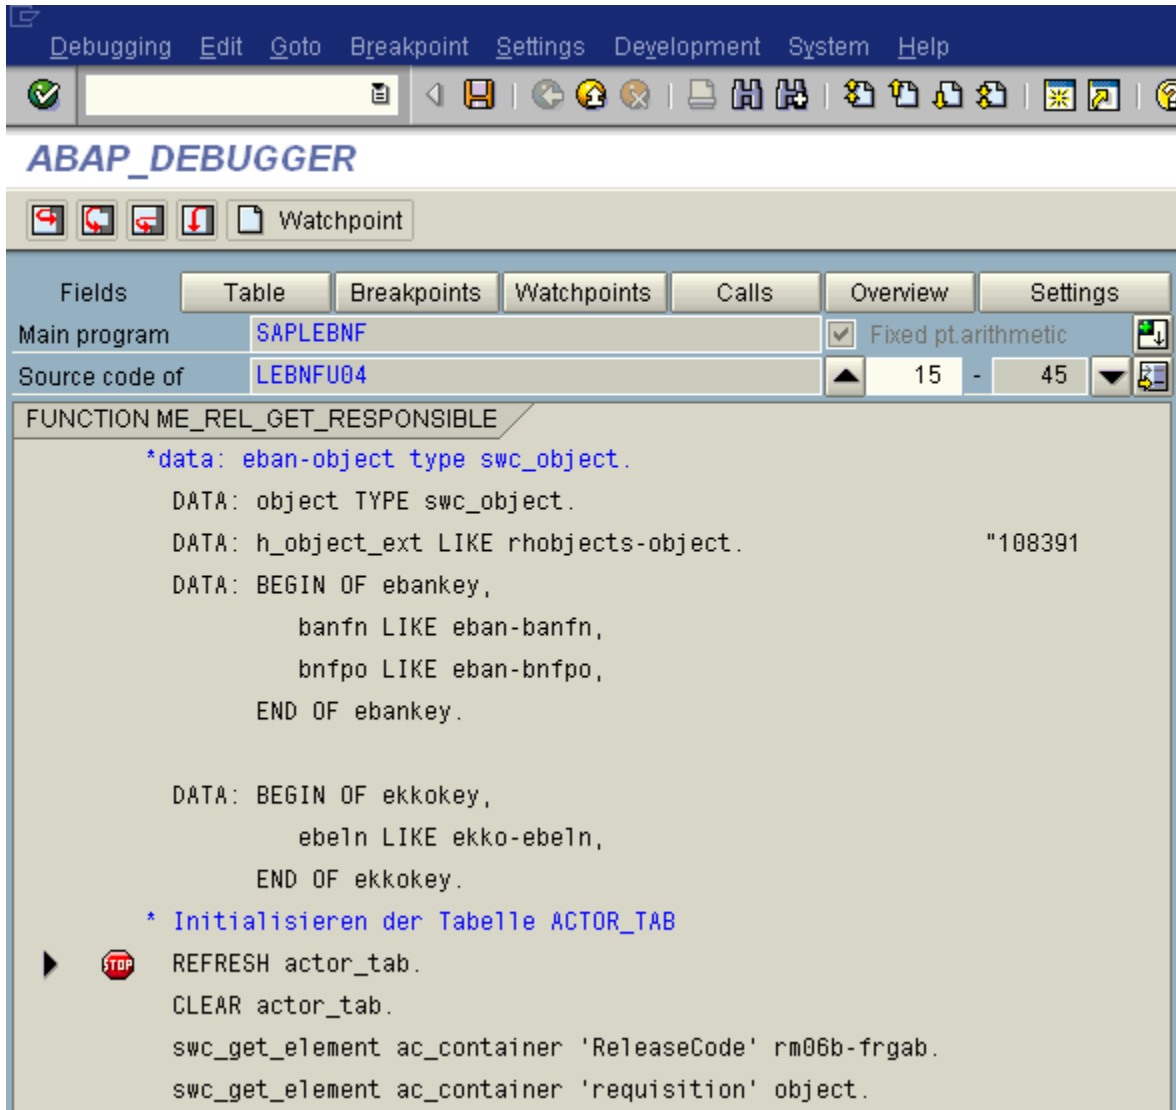 Debugging Edit Goto Breakpoint Settings Development System Help
ABAP_DEBUGGER
Watchpoint
Fields Table Breakpoints Watchpoints Calls Overview Settings
Main program SAPLEBNF Fixed pt.arithmetic
Source code of LEBNFU04 15 - 45
FUNCTION ME_REL_GET_RESPONSIBLE
*data: eban-object type swc_object.
DATA: object TYPE swc_object.
DATA: h_object_ext LIKE rhobjects-object. "108391
DATA: BEGIN OF ebankey,
banfn LIKE eban-banfn,
bnfpo LIKE eban-bnfpo,
END OF ebankey.
DATA: BEGIN OF ekkokey,
ebeln LIKE ekko-ebeln,
END OF ekkokey.
* Initialisieren der Tabelle ACTOR_TAB
STOP REFRESH actor_tab.
CLEAR actor_tab.
swc_get_element ac_container 'ReleaseCode' rm06b-frgab.
swc_get_element ac_container 'requisition' object.